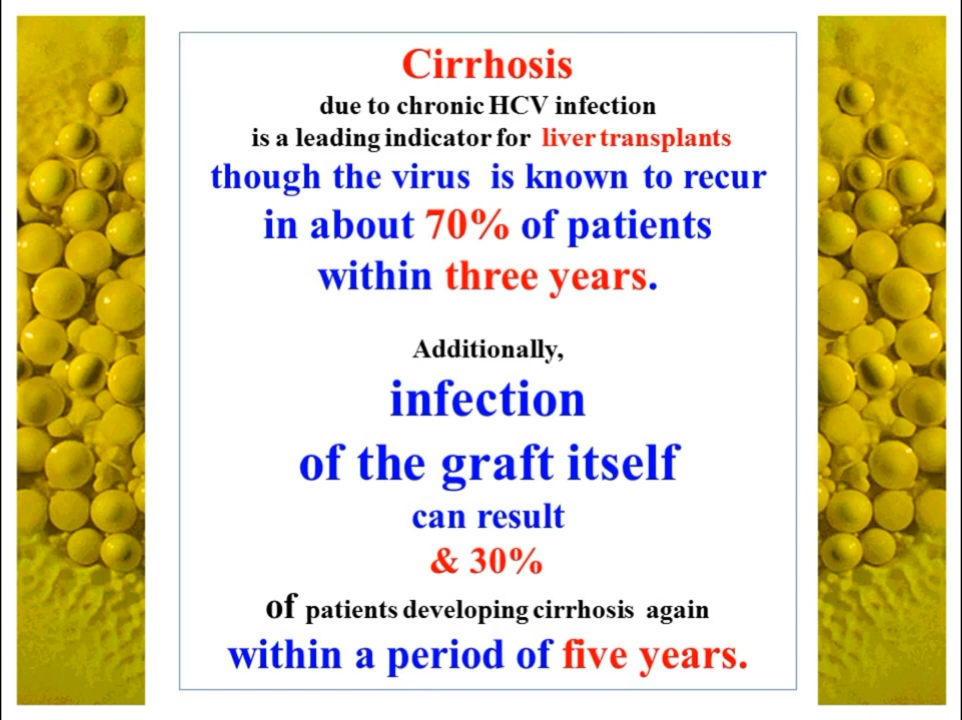 Cirrhosis
due to chronic HCV infection
is a leading indicator for liver transplants
though the virus is known to recur
in about 70% of patients
within three years.
Additionally,
infection
of the graft itself
can result
& 30%
of patients developing cirrhosis again
within a period of five years.